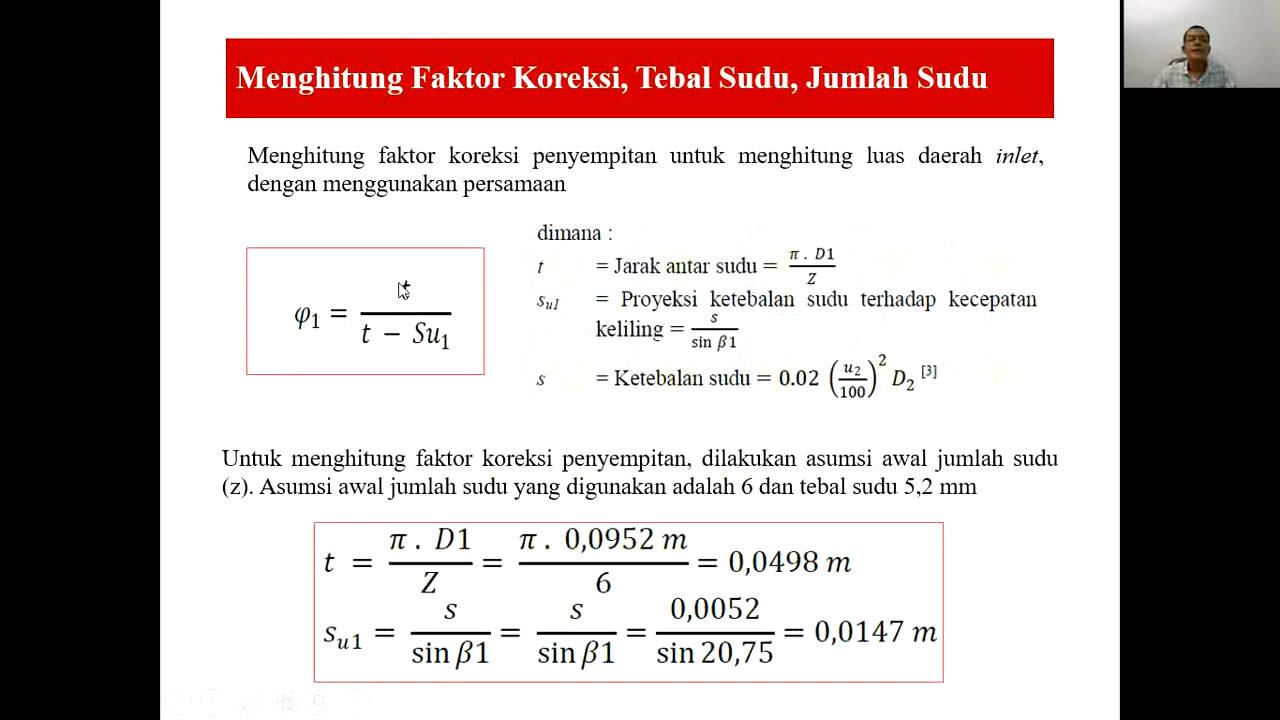 Menghitung Faktor Koreksi, Tebal Sudu, Jumlah Sudu
Menghitung faktor koreksi penyempitan untuk menghitung luas daerah inlet,
dengan menggunakan persamaan
φ₁ = t / (t − Su₁)
dimana :
t = Jarak antar sudu = π . D1 / Z
sᵤ₁ = Proyeksi ketebalan sudu terhadap kecepatan
keliling = s / sin β1
s = Ketebalan sudu = 0.02 (u₂/100)² D₂ [3]
Untuk menghitung faktor koreksi penyempitan, dilakukan asumsi awal jumlah sudu
(z). Asumsi awal jumlah sudu yang digunakan adalah 6 dan tebal sudu 5,2 mm
t = π . D1 / Z = π . 0,0952 m / 6 = 0,0498 m
sᵤ₁ = s / sin β1 = s / sin β1 = 0,0052 / sin 20,75 = 0,0147 m